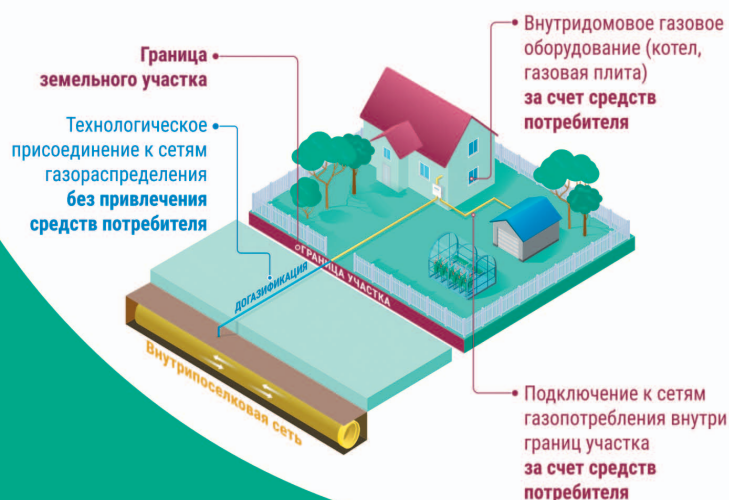 Граница
земельного участка
Технологическое
присоединение к сетям
газораспределения
без привлечения
средств потребителя
Внутридомовое газовое
оборудование (котел,
газовая плита)
за счет средств
потребителя
ГРАНИЦА УЧАСТКА
ДОГАЗИФИКАЦИЯ
Внутрипоселковая сеть
Подключение к сетям
газопотребления внутри
границ участка
за счет средств
потребителя